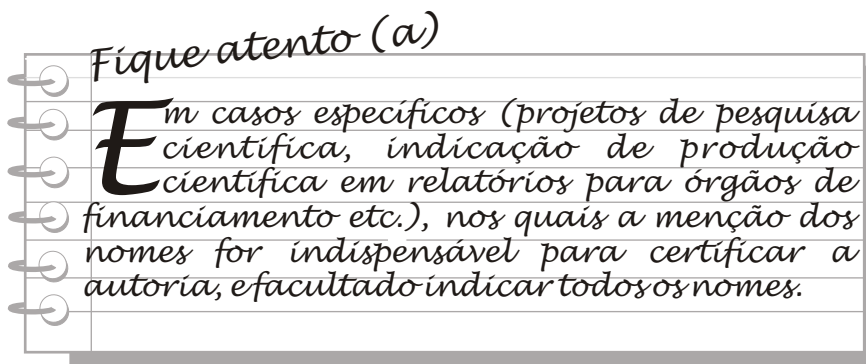 Fique atento (a)
Em casos específicos (projetos de pesquisa
científica, indicação de produção
científica em relatórios para órgãos de
financiamento etc.), nos quais a menção dos
nomes for indispensável para certificar a
autoria, efacultado indicar todos os nomes.